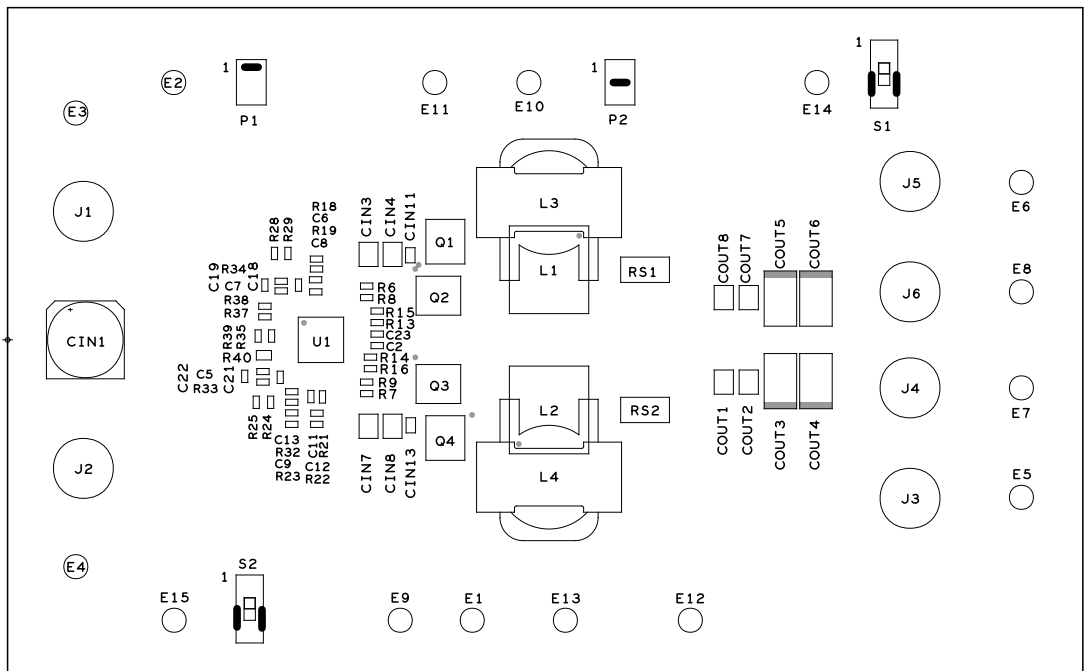 1
E2
1
P1
E3
E11
E10
1
P2
E14
1
S1
J1
J5
E6
L3
CIN3
CIN4
CIN11
R18
C6
R19
C8
R28
R29
Q1
L1
RS1
COUT8
COUT7
COUT5
COUT6
E8
C19
R34
C7
C18
Q2
R6
R8
R38
R37
R15
R13
C23
C2
J6
CIN1
R39
R35
U1
R40
R14
R16
C22
C5
R33
C21
R9
R7
Q3
J4
E7
R25
R24
L2
RS2
COUT1
COUT2
COUT3
COUT4
C13
R32
C9
R23
C11
R21
C12
R22
Q4
CIN7
CIN8
CIN13
J2
L4
J3
E5
E4
S2
1
E15
E9
E1
E13
E12